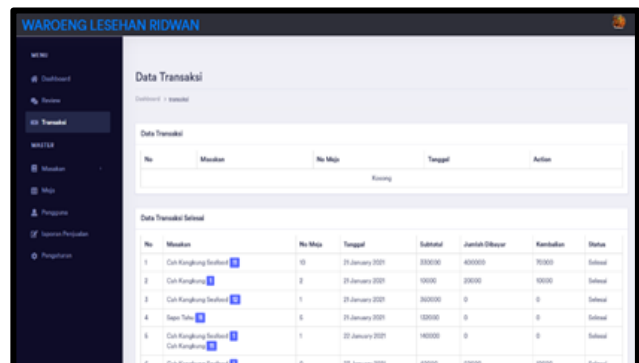 WAROENG LESEHAN RIDWAN
MENU
Dashboard
Review
Transaksi
MASTER
Masakan
Meja
Pengguna
laporan Penjualan
Pengaturan
Data Transaksi
Dashboard > transaksi
Data Transaksi
No Masakan No Meja Tanggal Action
Kosong
Data Transaksi Selesai
No Masakan No Meja Tanggal Subtotal Jumlah Dibayar Kembalian Status
1 Cah Kangkung Seafood 10 21 January 2021 330000 400000 70000 Selesai
2 Cah Kangkung 2 21 January 2021 10000 20000 10000 Selesai
3 Cah Kangkung Seafood 12 1 21 January 2021 360000 0 0 Selesai
4 Sapo Tahu 5 21 January 2021 0 0 Selesai
Cah Kangkung Seafood 1 22 January 2021 140000 0 0 Selesai
Cah Kangkung